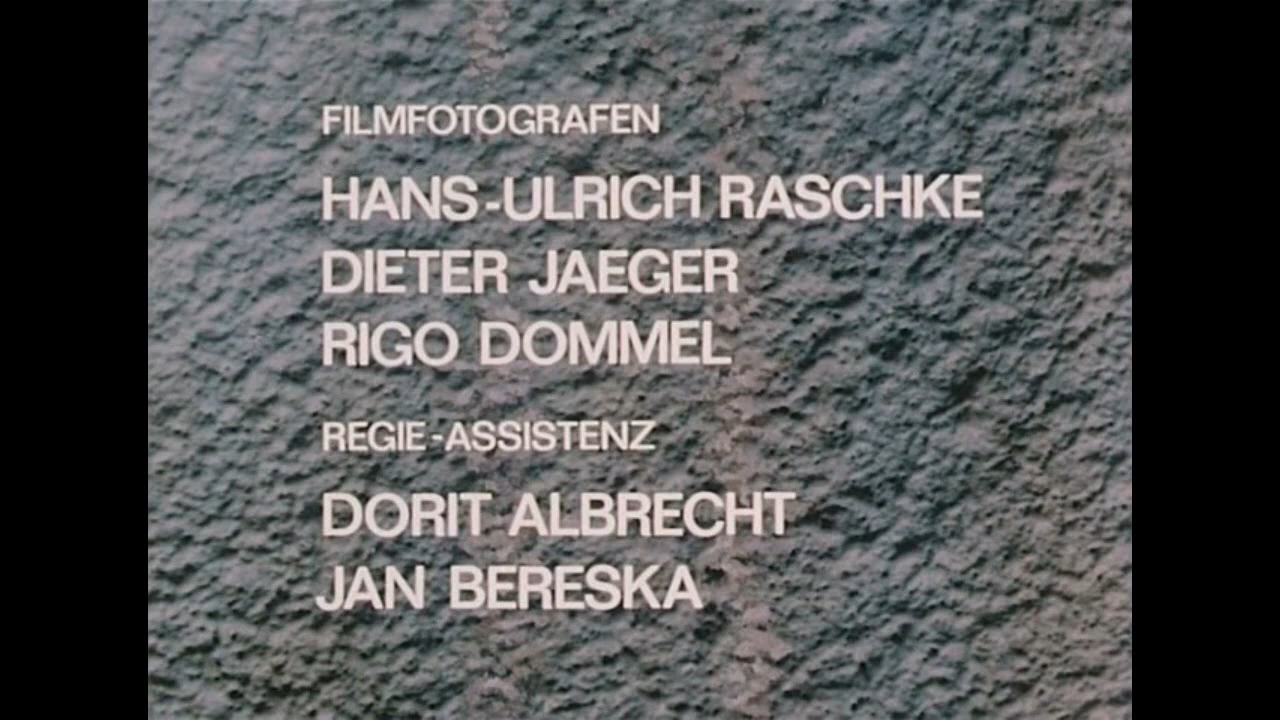 FILMFOTOGRAFEN
HANS-ULRICH RASCHKE
DIETER JAEGER
RIGO DOMMEL
REGIE-ASSISTENZ
DORIT ALBRECHT
JAN BERESKA